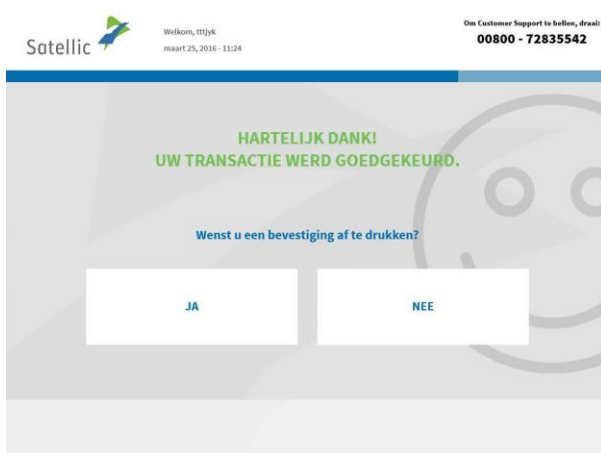 Satellic
Welkom, tttjyk
maart 25, 2016 - 11:24
Om Customer Support te bellen, draai:
00800 - 72835542
HARTELIJK DANK!
UW TRANSACTIE WERD GOEDGEKEURD.
Wenst u een bevestiging af te drukken?
JA
NEE